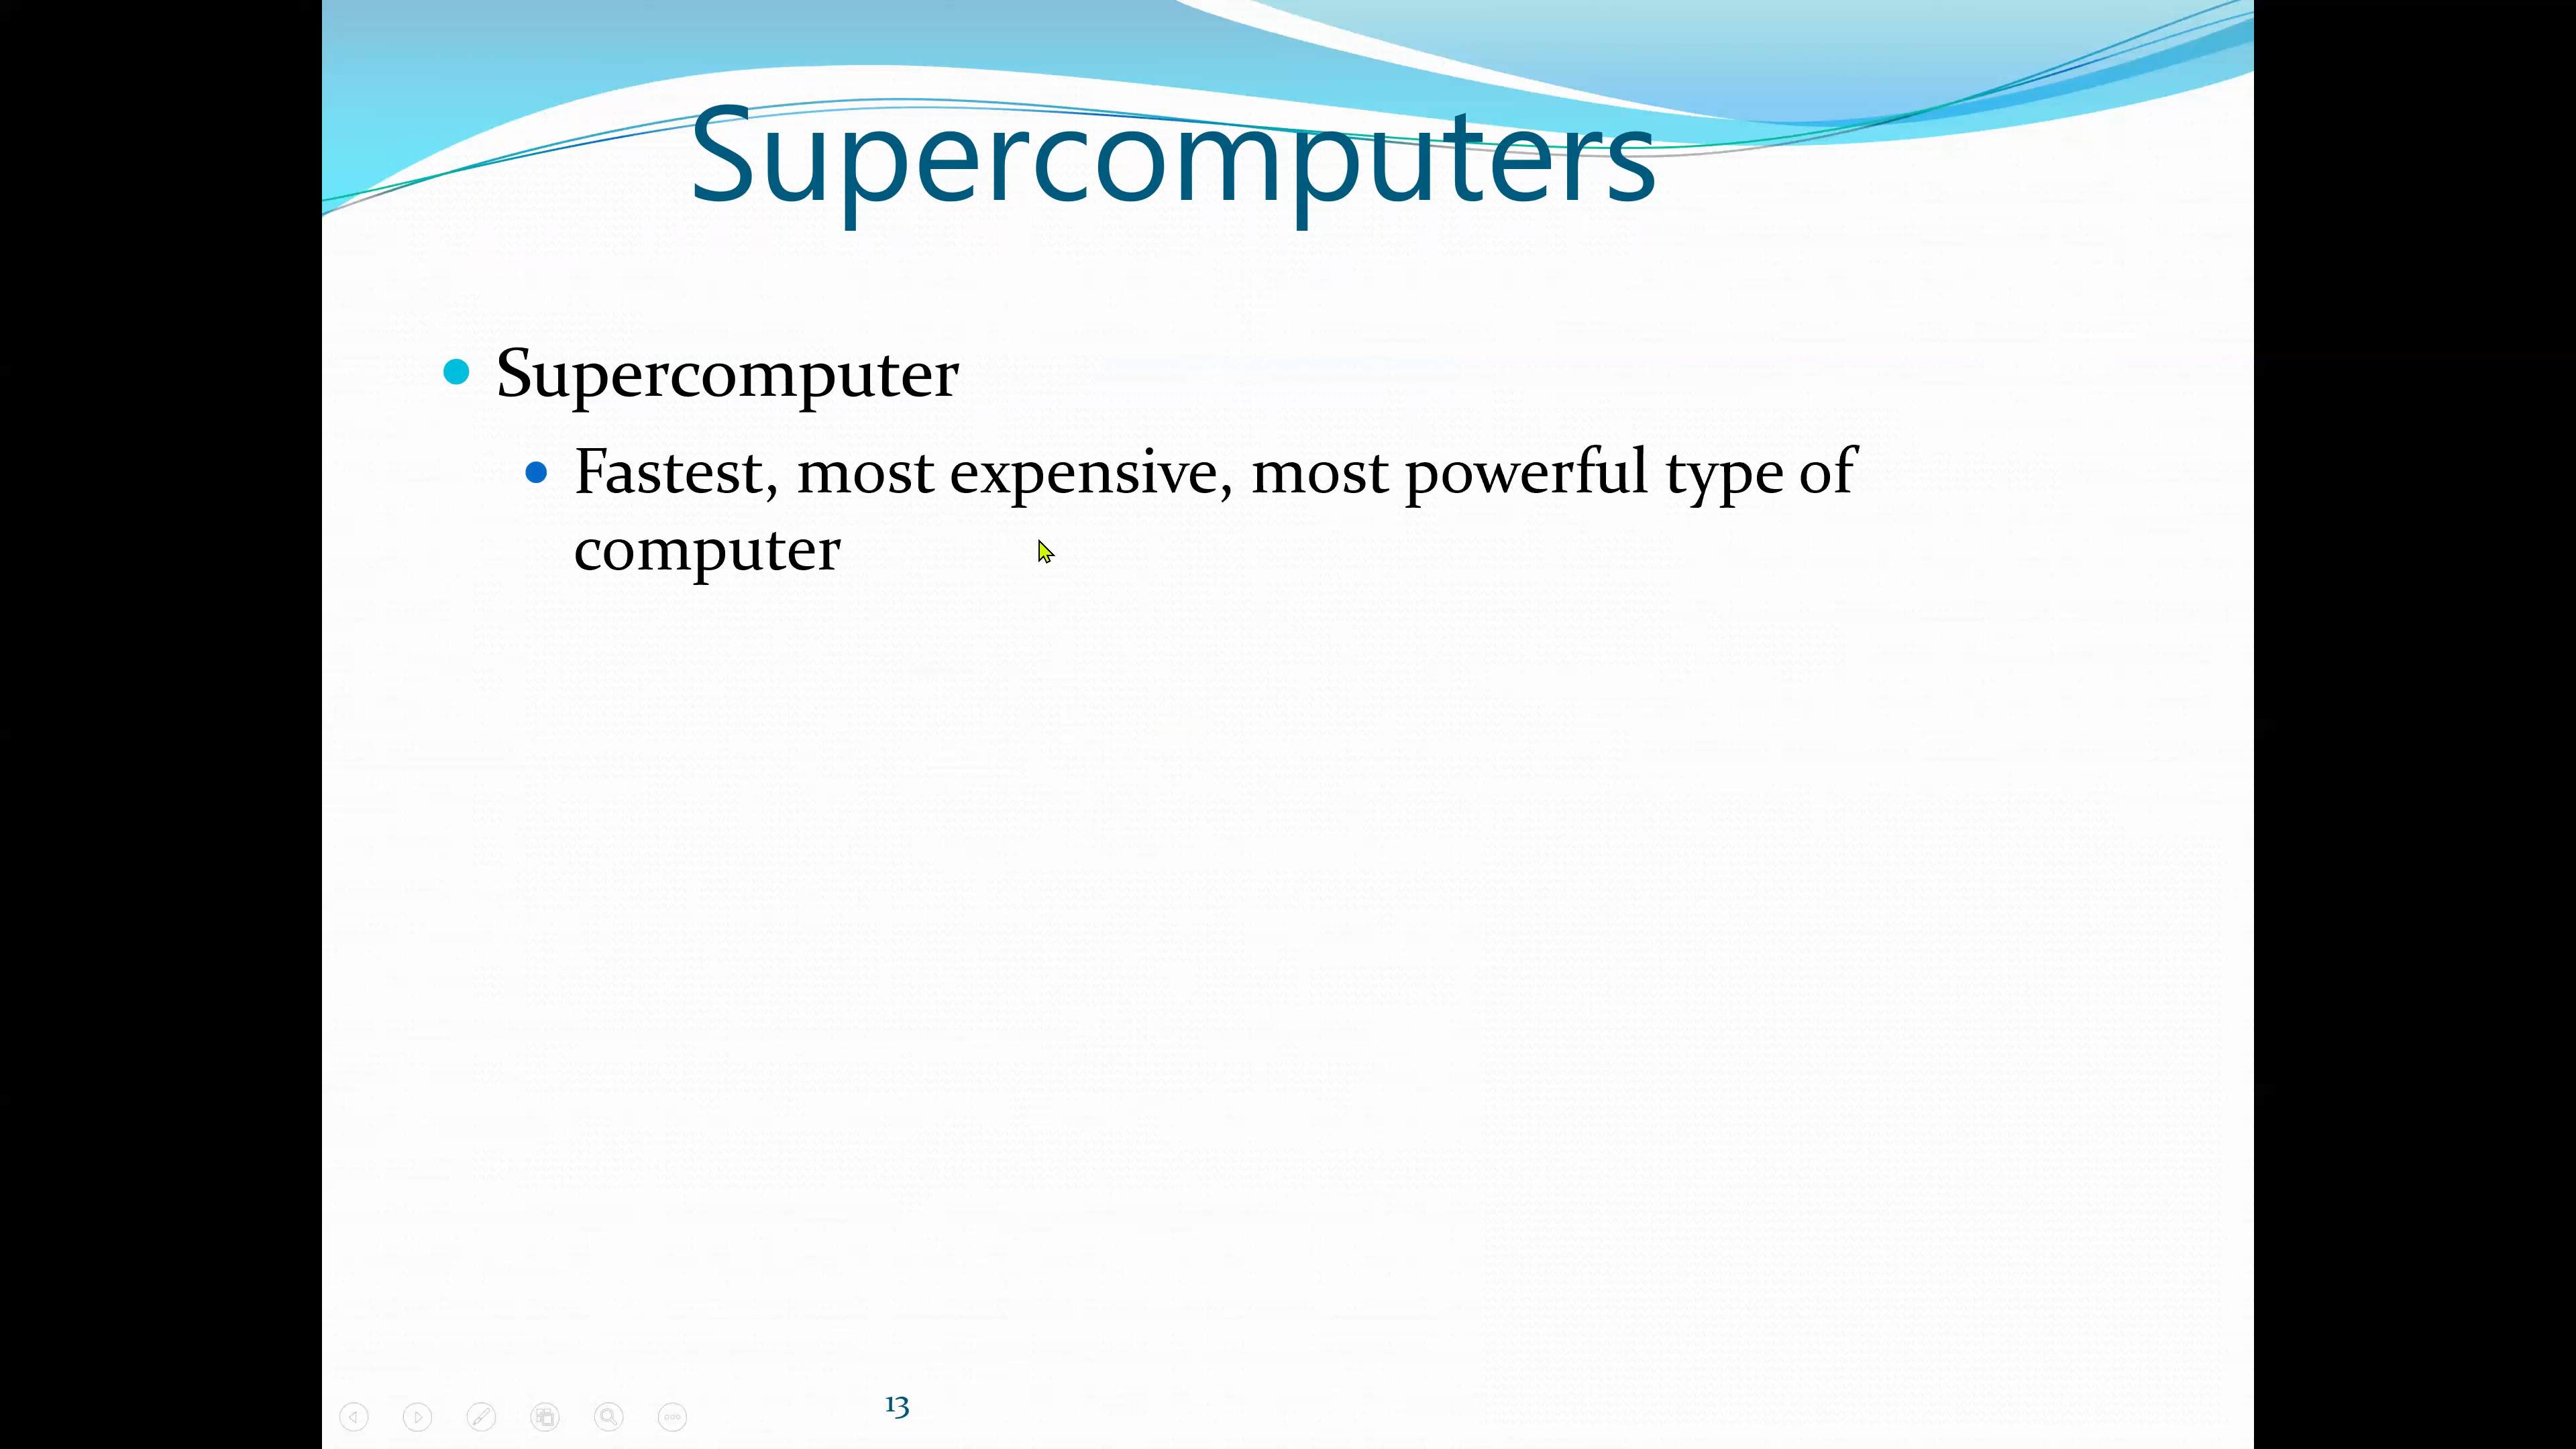 Supercomputers
Supercomputer
Fastest, most expensive, most powerful type of
computer
13